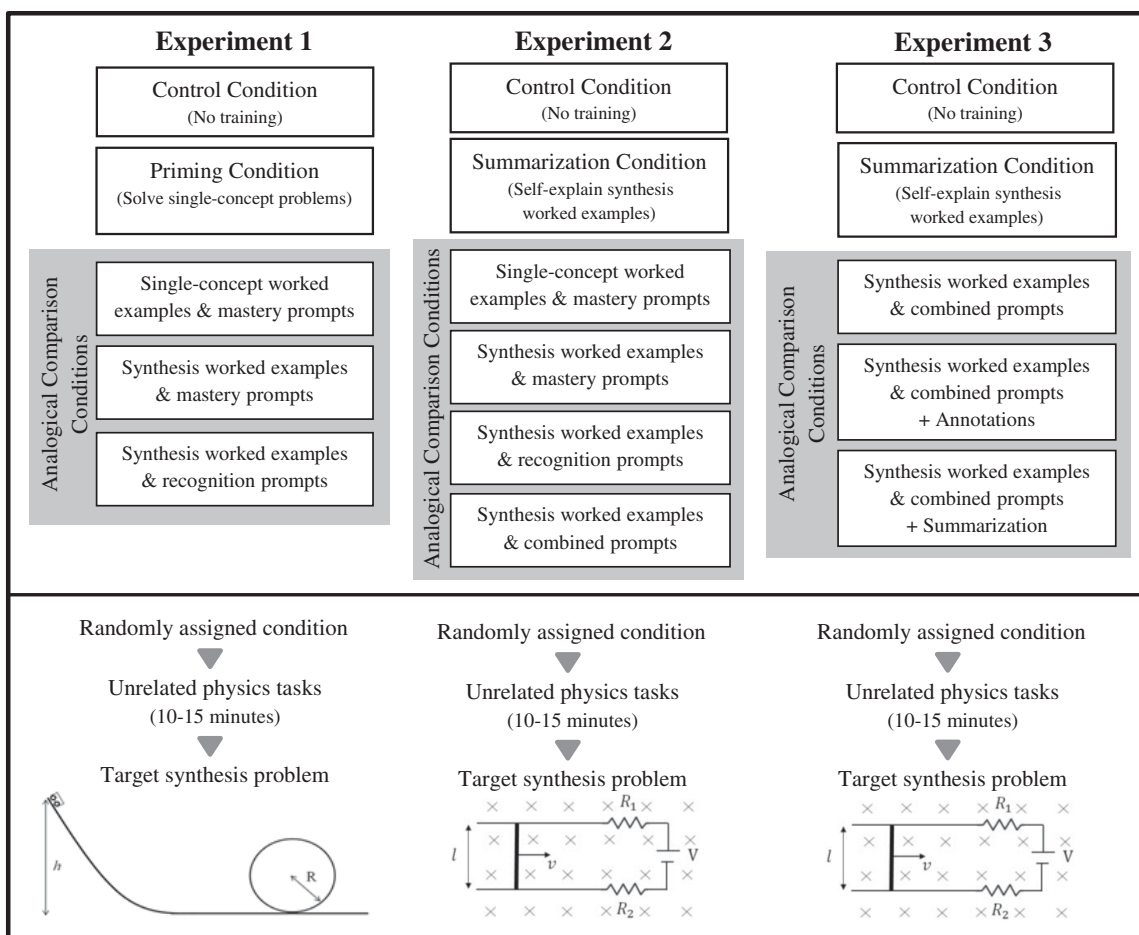 Experiment 1
Control Condition
(No training)
Priming Condition
(Solve single-concept problems)
Analogical Comparison
Conditions
Single-concept worked
examples & mastery prompts
Synthesis worked examples
& mastery prompts
Synthesis worked examples
& recognition prompts
Experiment 2
Control Condition
(No training)
Summarization Condition
(Self-explain synthesis
worked examples)
Analogical Comparison Conditions
Single-concept worked
examples & mastery prompts
Synthesis worked examples
& mastery prompts
Synthesis worked examples
& recognition prompts
Synthesis worked examples
& combined prompts
Experiment 3
Control Condition
(No training)
Summarization Condition
(Self-explain synthesis
worked examples)
Analogical Comparison
Conditions
Synthesis worked examples
& combined prompts
Synthesis worked examples
& combined prompts
+ Annotations
Synthesis worked examples
& combined prompts
+ Summarization
Randomly assigned condition
Unrelated physics tasks
(10-15 minutes)
Target synthesis problem
h
R
Randomly assigned condition
Unrelated physics tasks
(10-15 minutes)
Target synthesis problem
R₁
l
v
V
R₂
Randomly assigned condition
Unrelated physics tasks
(10-15 minutes)
Target synthesis problem
R₁
l
v
V
R₂